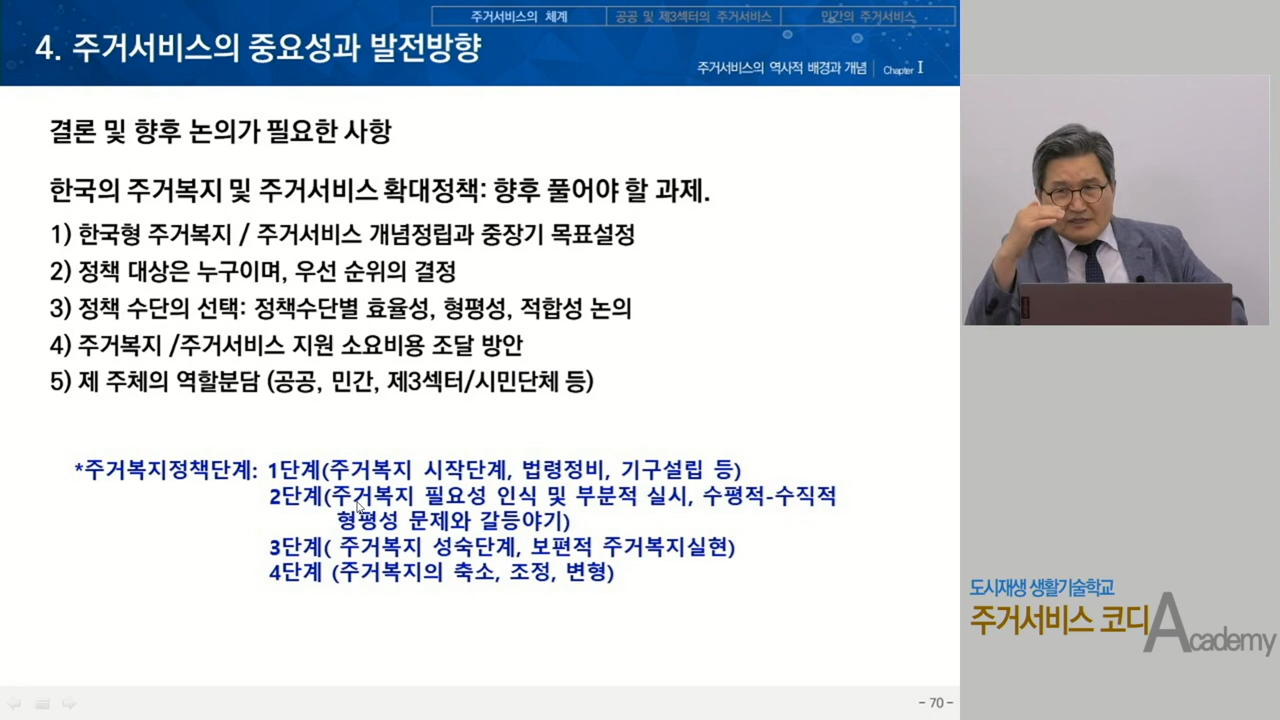 주거서비스의 체계
공공 및 제3섹터의 주거서비스
민간의 주거서비스
4. 주거서비스의 중요성과 발전방향
주거서비스의 역사적 배경과 개념 Chapter I
결론 및 향후 논의가 필요한 사항
한국의 주거복지 및 주거서비스 확대정책: 향후 풀어야 할 과제.
1) 한국형 주거복지 / 주거서비스 개념정립과 중장기 목표설정
2) 정책 대상은 누구이며, 우선 순위의 결정
3) 정책 수단의 선택: 정책수단별 효율성, 형평성, 적합성 논의
4) 주거복지 /주거서비스 지원 소요비용 조달 방안
5) 제 주체의 역할분담 (공공, 민간, 제3섹터/시민단체 등)
*주거복지정책단계: 1단계(주거복지 시작단계, 법령정비, 기구설립 등)
2단계(주거복지 필요성 인식 및 부분적 실시, 수평적-수직적
형평성 문제와 갈등야기)
3단계( 주거복지 성숙단계, 보편적 주거복지실현)
4단계 (주거복지의 축소, 조정, 변형)
- 70 -
도시재생 생활기술학교
주거서비스 코디 Academy